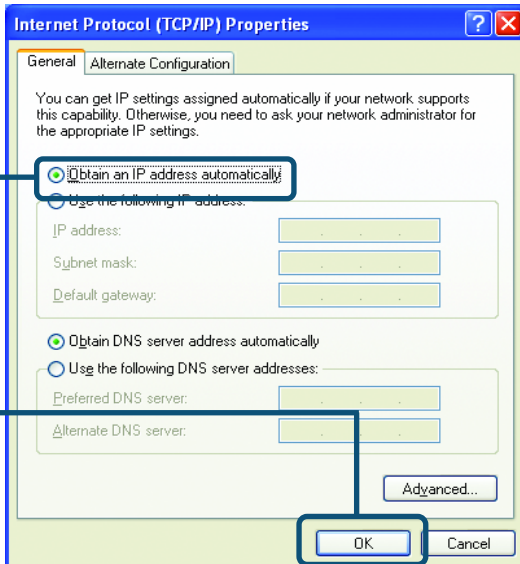 Internet Protocol (TCP/IP) Properties
General
Alternate Configuration
You can get IP settings assigned automatically if your network supports
this capability. Otherwise, you need to ask your network administrator for
the appropriate IP settings.
Obtain an IP address automatically
Use the following IP address:
IP address:
Subnet mask:
Default gateway:
Obtain DNS server address automatically
Use the following DNS server addresses:
Preferred DNS server:
Alternate DNS server:
Advanced...
OK
Cancel